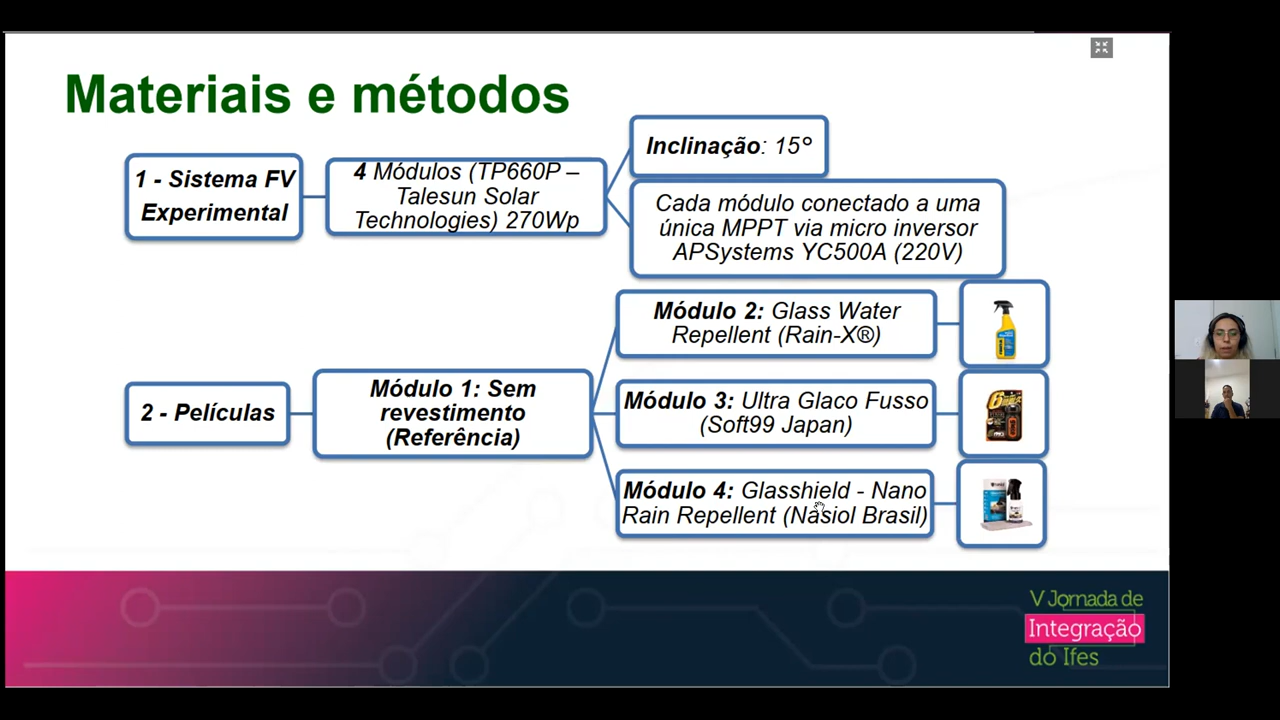 Materiais e métodos
1 - Sistema FV
Experimental
4 Módulos (TP660P –
Talesun Solar
Technologies) 270Wp
Inclinação: 15º
Cada módulo conectado a uma
única MPPT via micro inversor
APSystems YC500A (220V)
2 - Películas
Módulo 1: Sem
revestimento
(Referência)
Módulo 2: Glass Water
Repellent (Rain-X®)
Módulo 3: Ultra Glaco Fusso
(Soft99 Japan)
Módulo 4: Glasshield - Nano
Rain Repellent (Nasiol Brasil)
V Jornada de
Integração
do Ifes